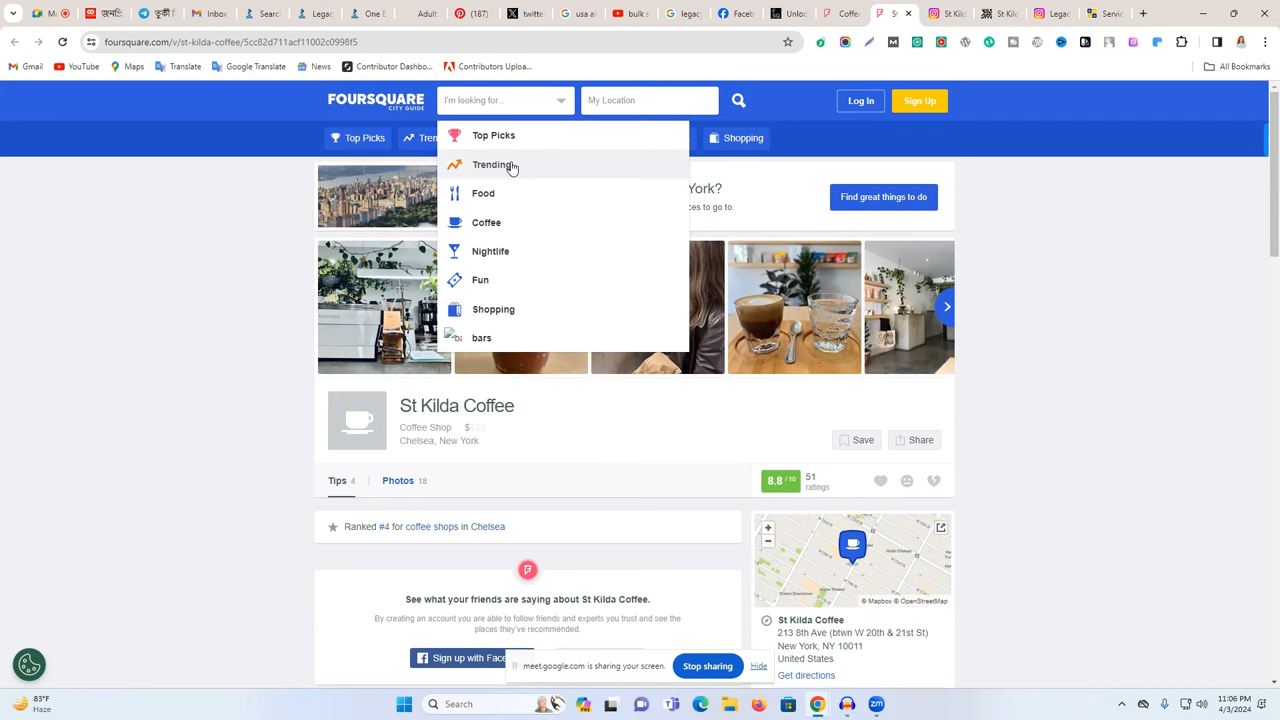 twitte
Goo
Sea
bulk s
Insta
Legac
Servic
foursquare.com/v/st-kilda-coffee/5cc82d711acf11002c0998f5
Gmail YouTube Maps Translate Google Translate News Contributor Dashbo... Contributors Uploa... All Bookmarks
FOURSQUARE
CITY GUIDE
I'm looking for...
My Location
Log In
Sign Up
Top Picks
Tren
Shopping
Top Picks
Trending
Food
Coffee
Nightlife
Fun
Shopping
bars
York?
ces to go to.
Find great things to do
St Kilda Coffee
Coffee Shop $$$$
Chelsea, New York
Save
Share
Tips 4
Photos 18
8.8 / 10
51
ratings
Ranked #4 for coffee shops in Chelsea
See what your friends are saying about St Kilda Coffee.
By creating an account you are able to follow friends and experts you trust and see the
places they've recommended.
Sign up with Face
© Mapbox © OpenStreetMap
St Kilda Coffee
213 8th Ave (btwn W 20th & 21st St)
New York, NY 10011
United States
Get directions
meet.google.com is sharing your screen.
Stop sharing
Hide
83°F
Haze
Search
11:06 PM
4/3/2024